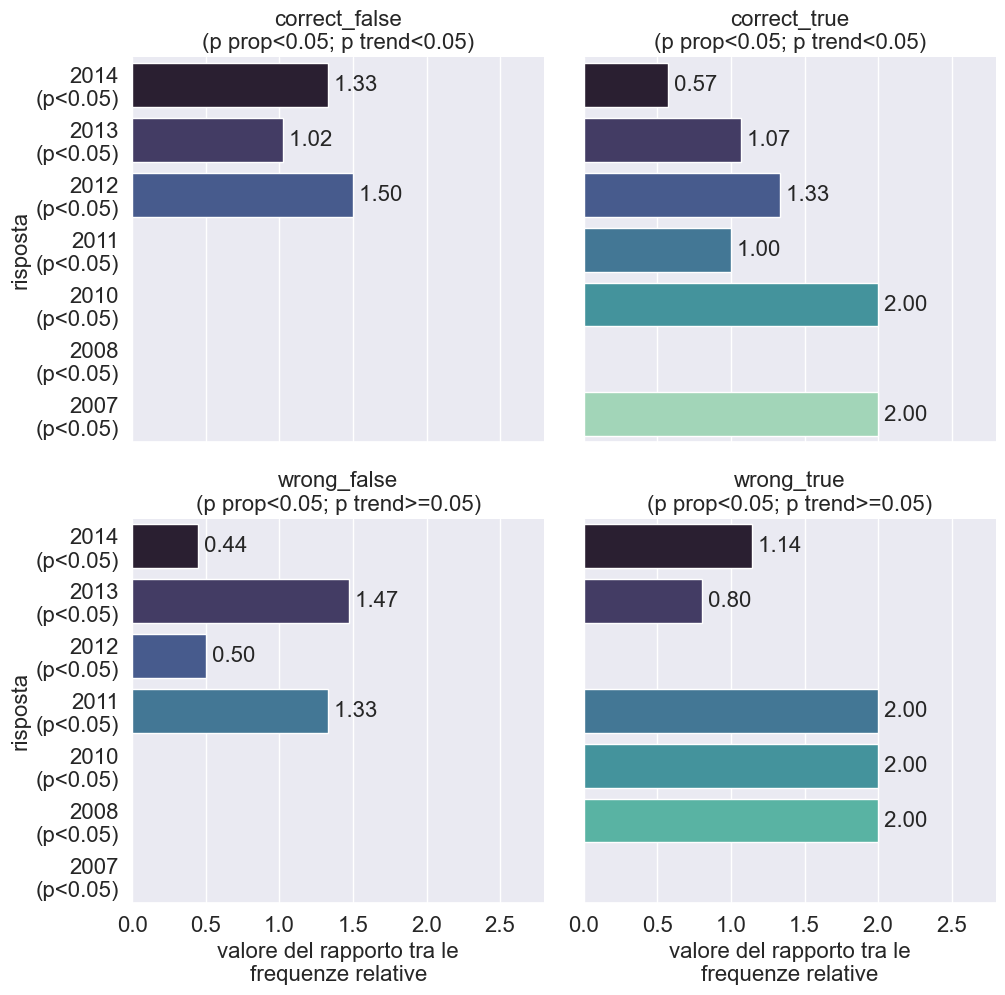 correct_false
(p prop<0.05; p trend<0.05)
correct_true
(p prop<0.05; p trend<0.05)
risposta
2014
(p<0.05)
2013
(p<0.05)
2012
(p<0.05)
2011
(p<0.05)
2010
(p<0.05)
2008
(p<0.05)
2007
(p<0.05)
1.33
1.02
1.50
0.57
1.07
1.33
1.00
2.00
2.00
wrong_false
(p prop<0.05; p trend>=0.05)
wrong_true
(p prop<0.05; p trend>=0.05)
risposta
2014
(p<0.05)
2013
(p<0.05)
2012
(p<0.05)
2011
(p<0.05)
2010
(p<0.05)
2008
(p<0.05)
2007
(p<0.05)
0.44
1.47
0.50
1.33
1.14
0.80
2.00
2.00
2.00
0.0 0.5 1.0 1.5 2.0 2.5
valore del rapporto tra le
frequenze relative
0.0 0.5 1.0 1.5 2.0 2.5
valore del rapporto tra le
frequenze relative